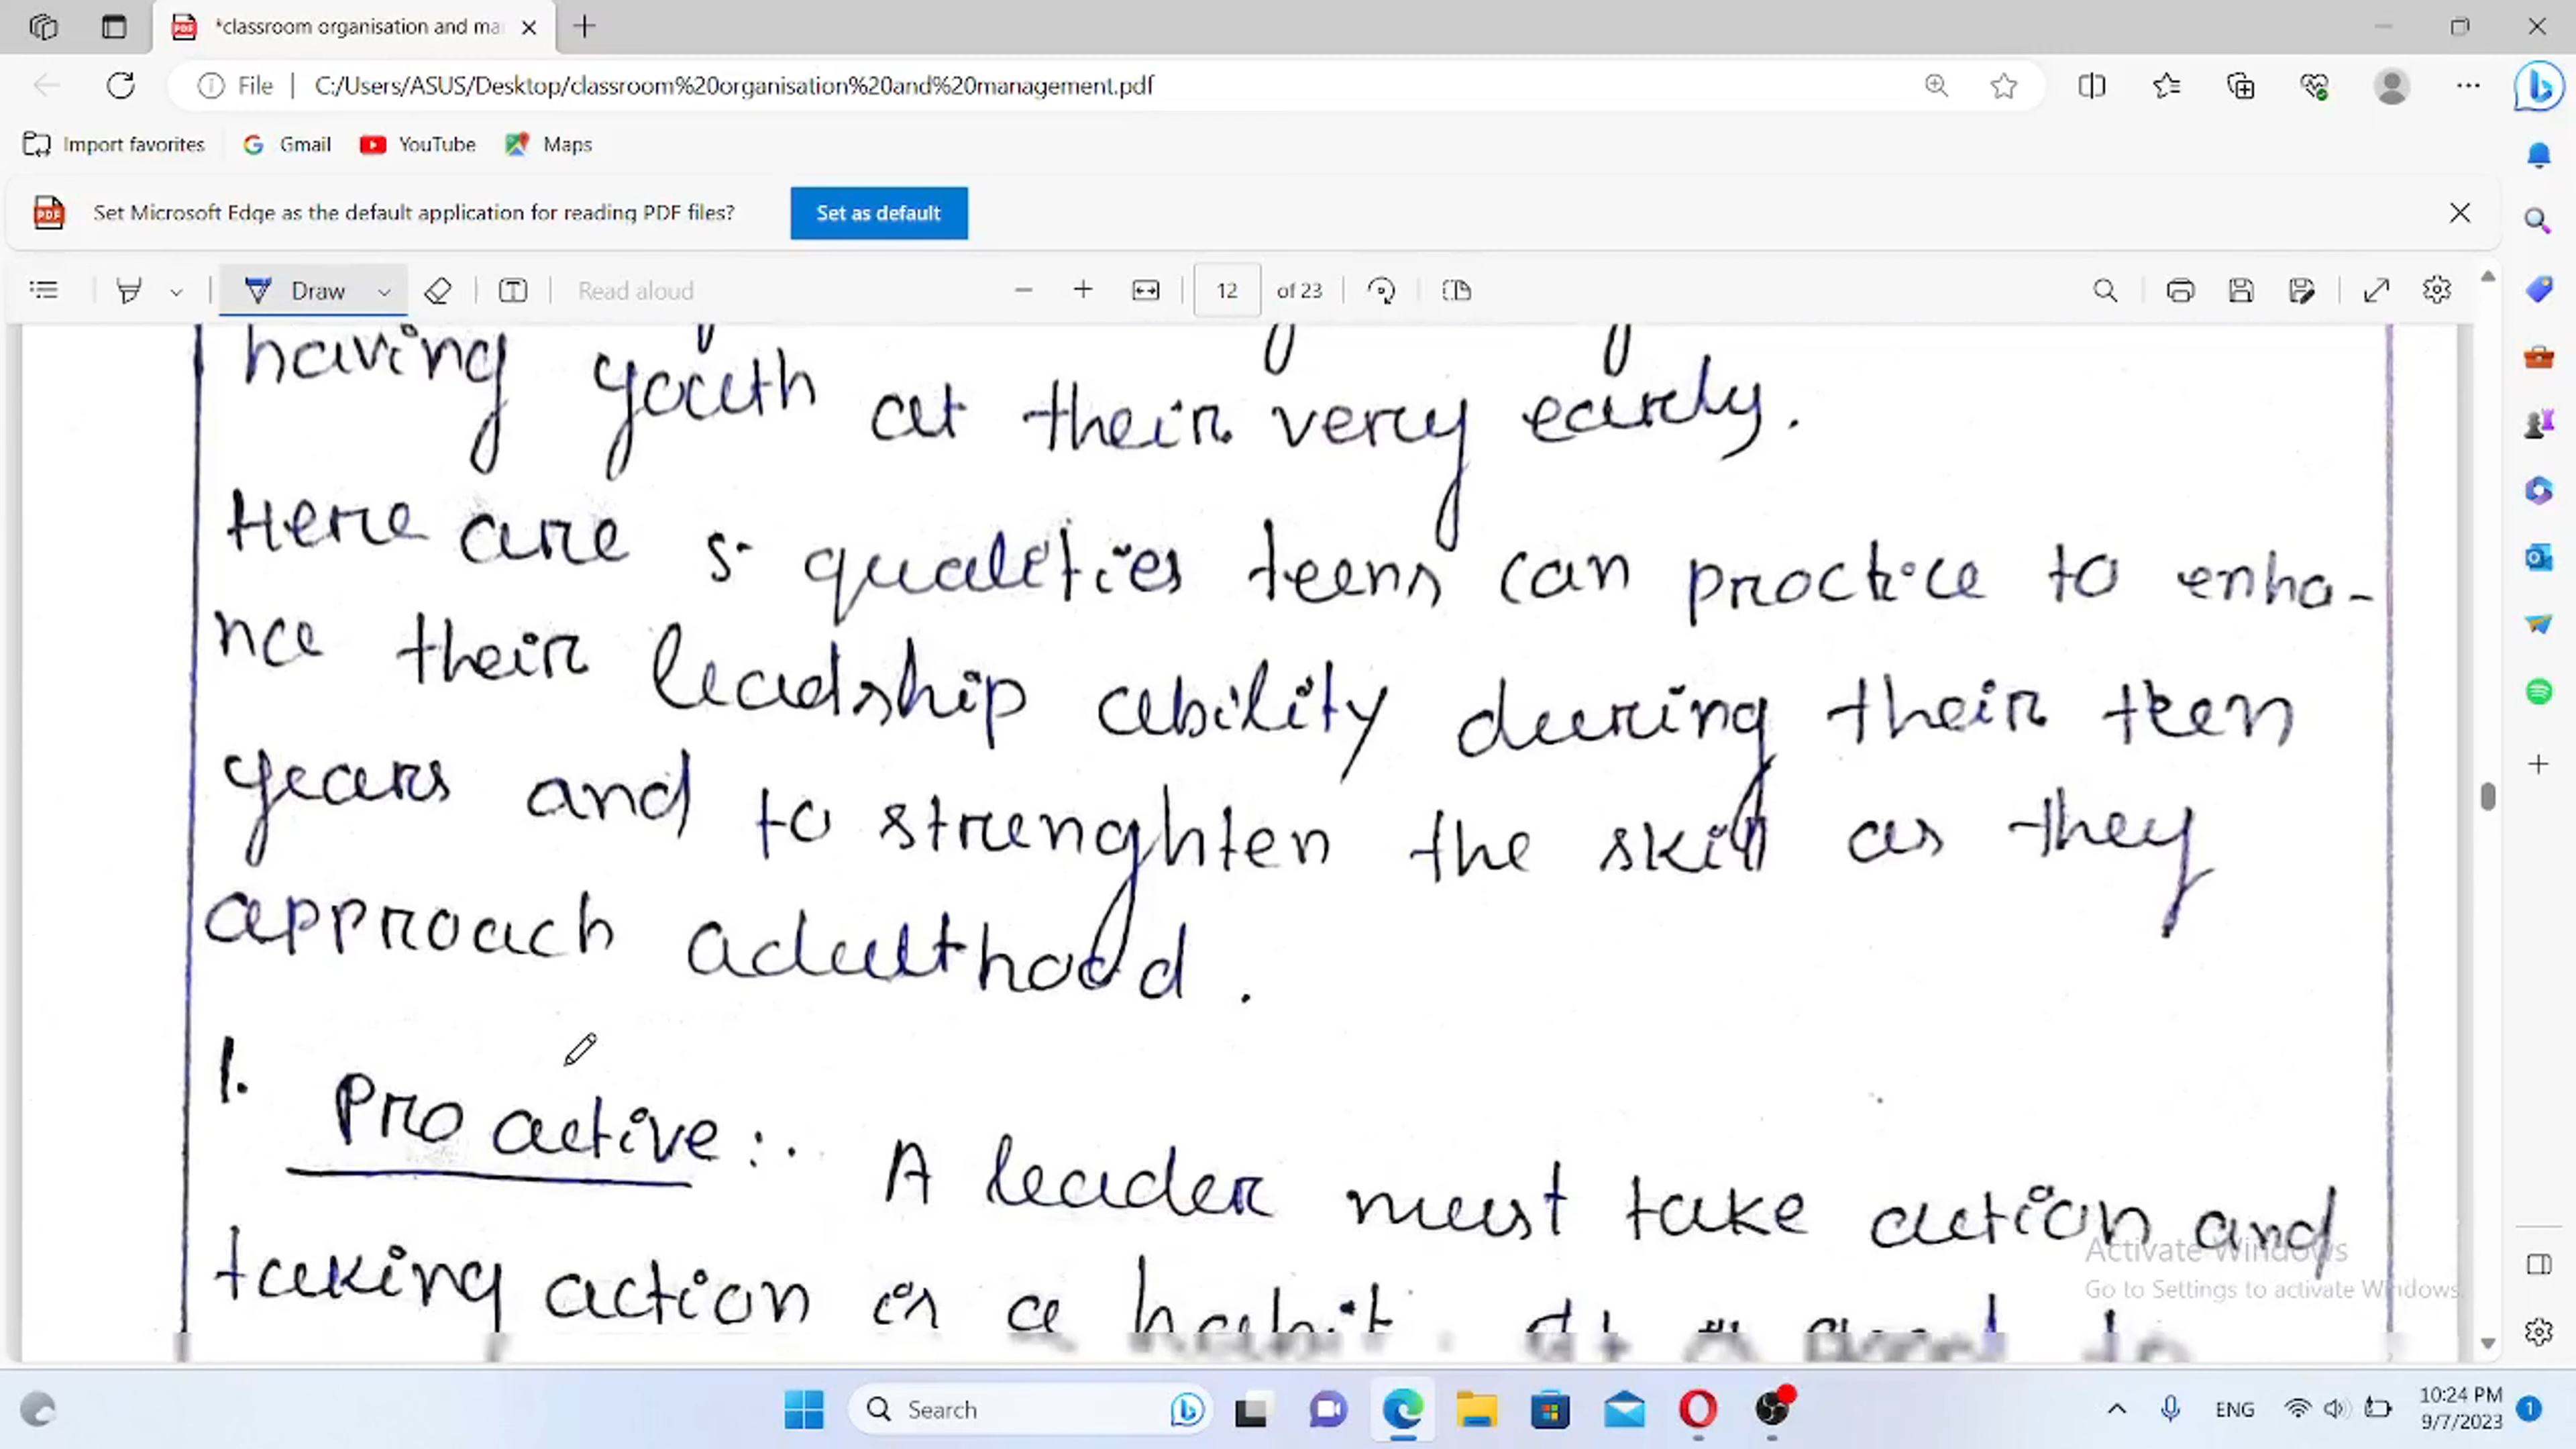 *classroom organisation and ma
File | C:/Users/ASUS/Desktop/classroom%20organisation%20and%20management.pdf
Import favorites Gmail YouTube Maps
Set Microsoft Edge as the default application for reading PDF files? Set as default
Draw Read aloud 12 of 23
having youth at their very early.
Here are 5- qualities teens can practice to enha-
nce their leadship ability during their teen
years and to strenghten the skill as they
approach adulthood.
1. Pro active:. A leader must take action and
taking action is a habit.
Activate Windows
Go to Settings to activate Windows.
Search
ENG
10:24 PM
9/7/2023
1